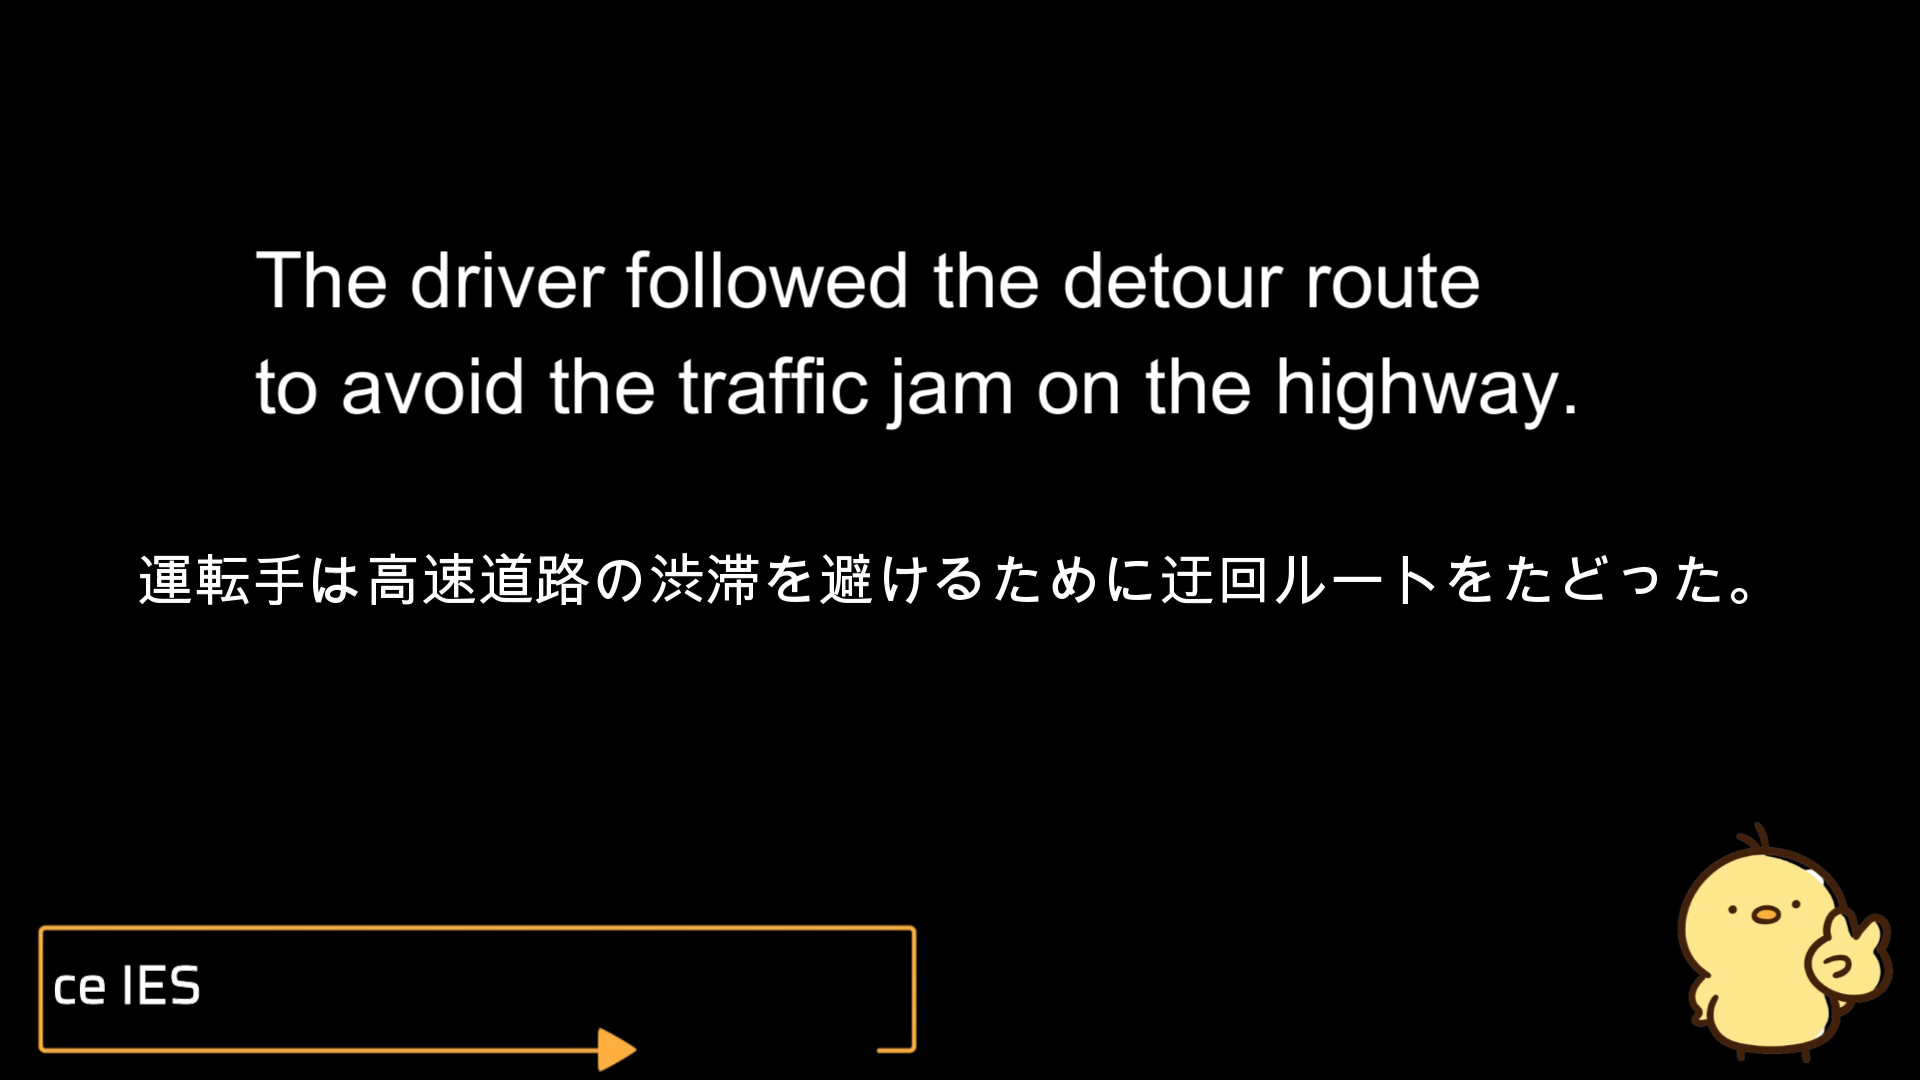 The driver followed the detour route
to avoid the traffic jam on the highway.
運転手は高速道路の渋滞を避けるために迂回ルートをたどった。
ce IES